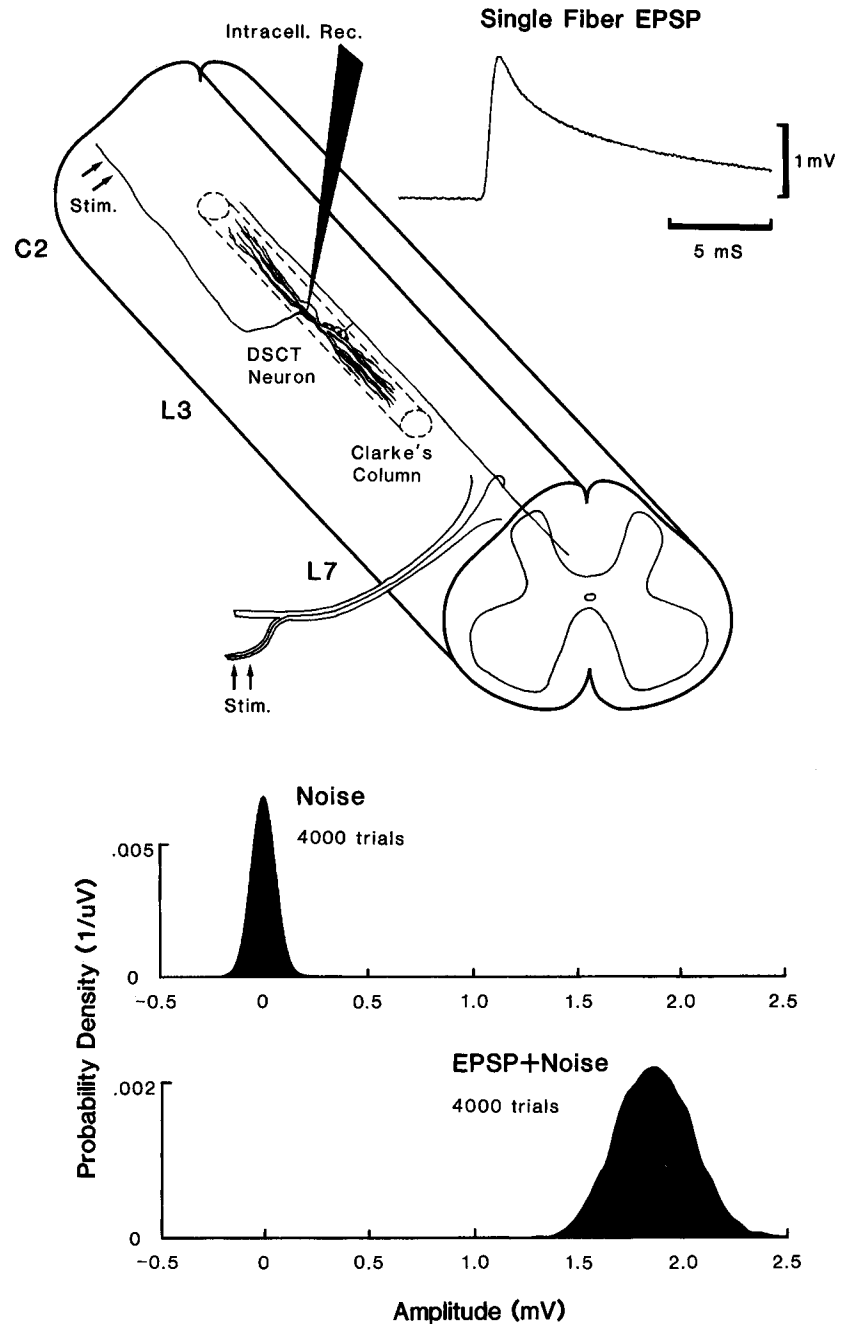 Single Fiber EPSP
Intracell. Rec.
1mV
5 mS
Stim.
C2
DSCT
Neuron
L3
Clarke's
Column
L7
Stim.
Noise
4000 trials
.005
0
-0.5 0 0.5 1.0 1.5 2.0 2.5
EPSP+Noise
4000 trials
.002
0
-0.5 0 0.5 1.0 1.5 2.0 2.5
Probability Density (1/uV)
Amplitude (mV)